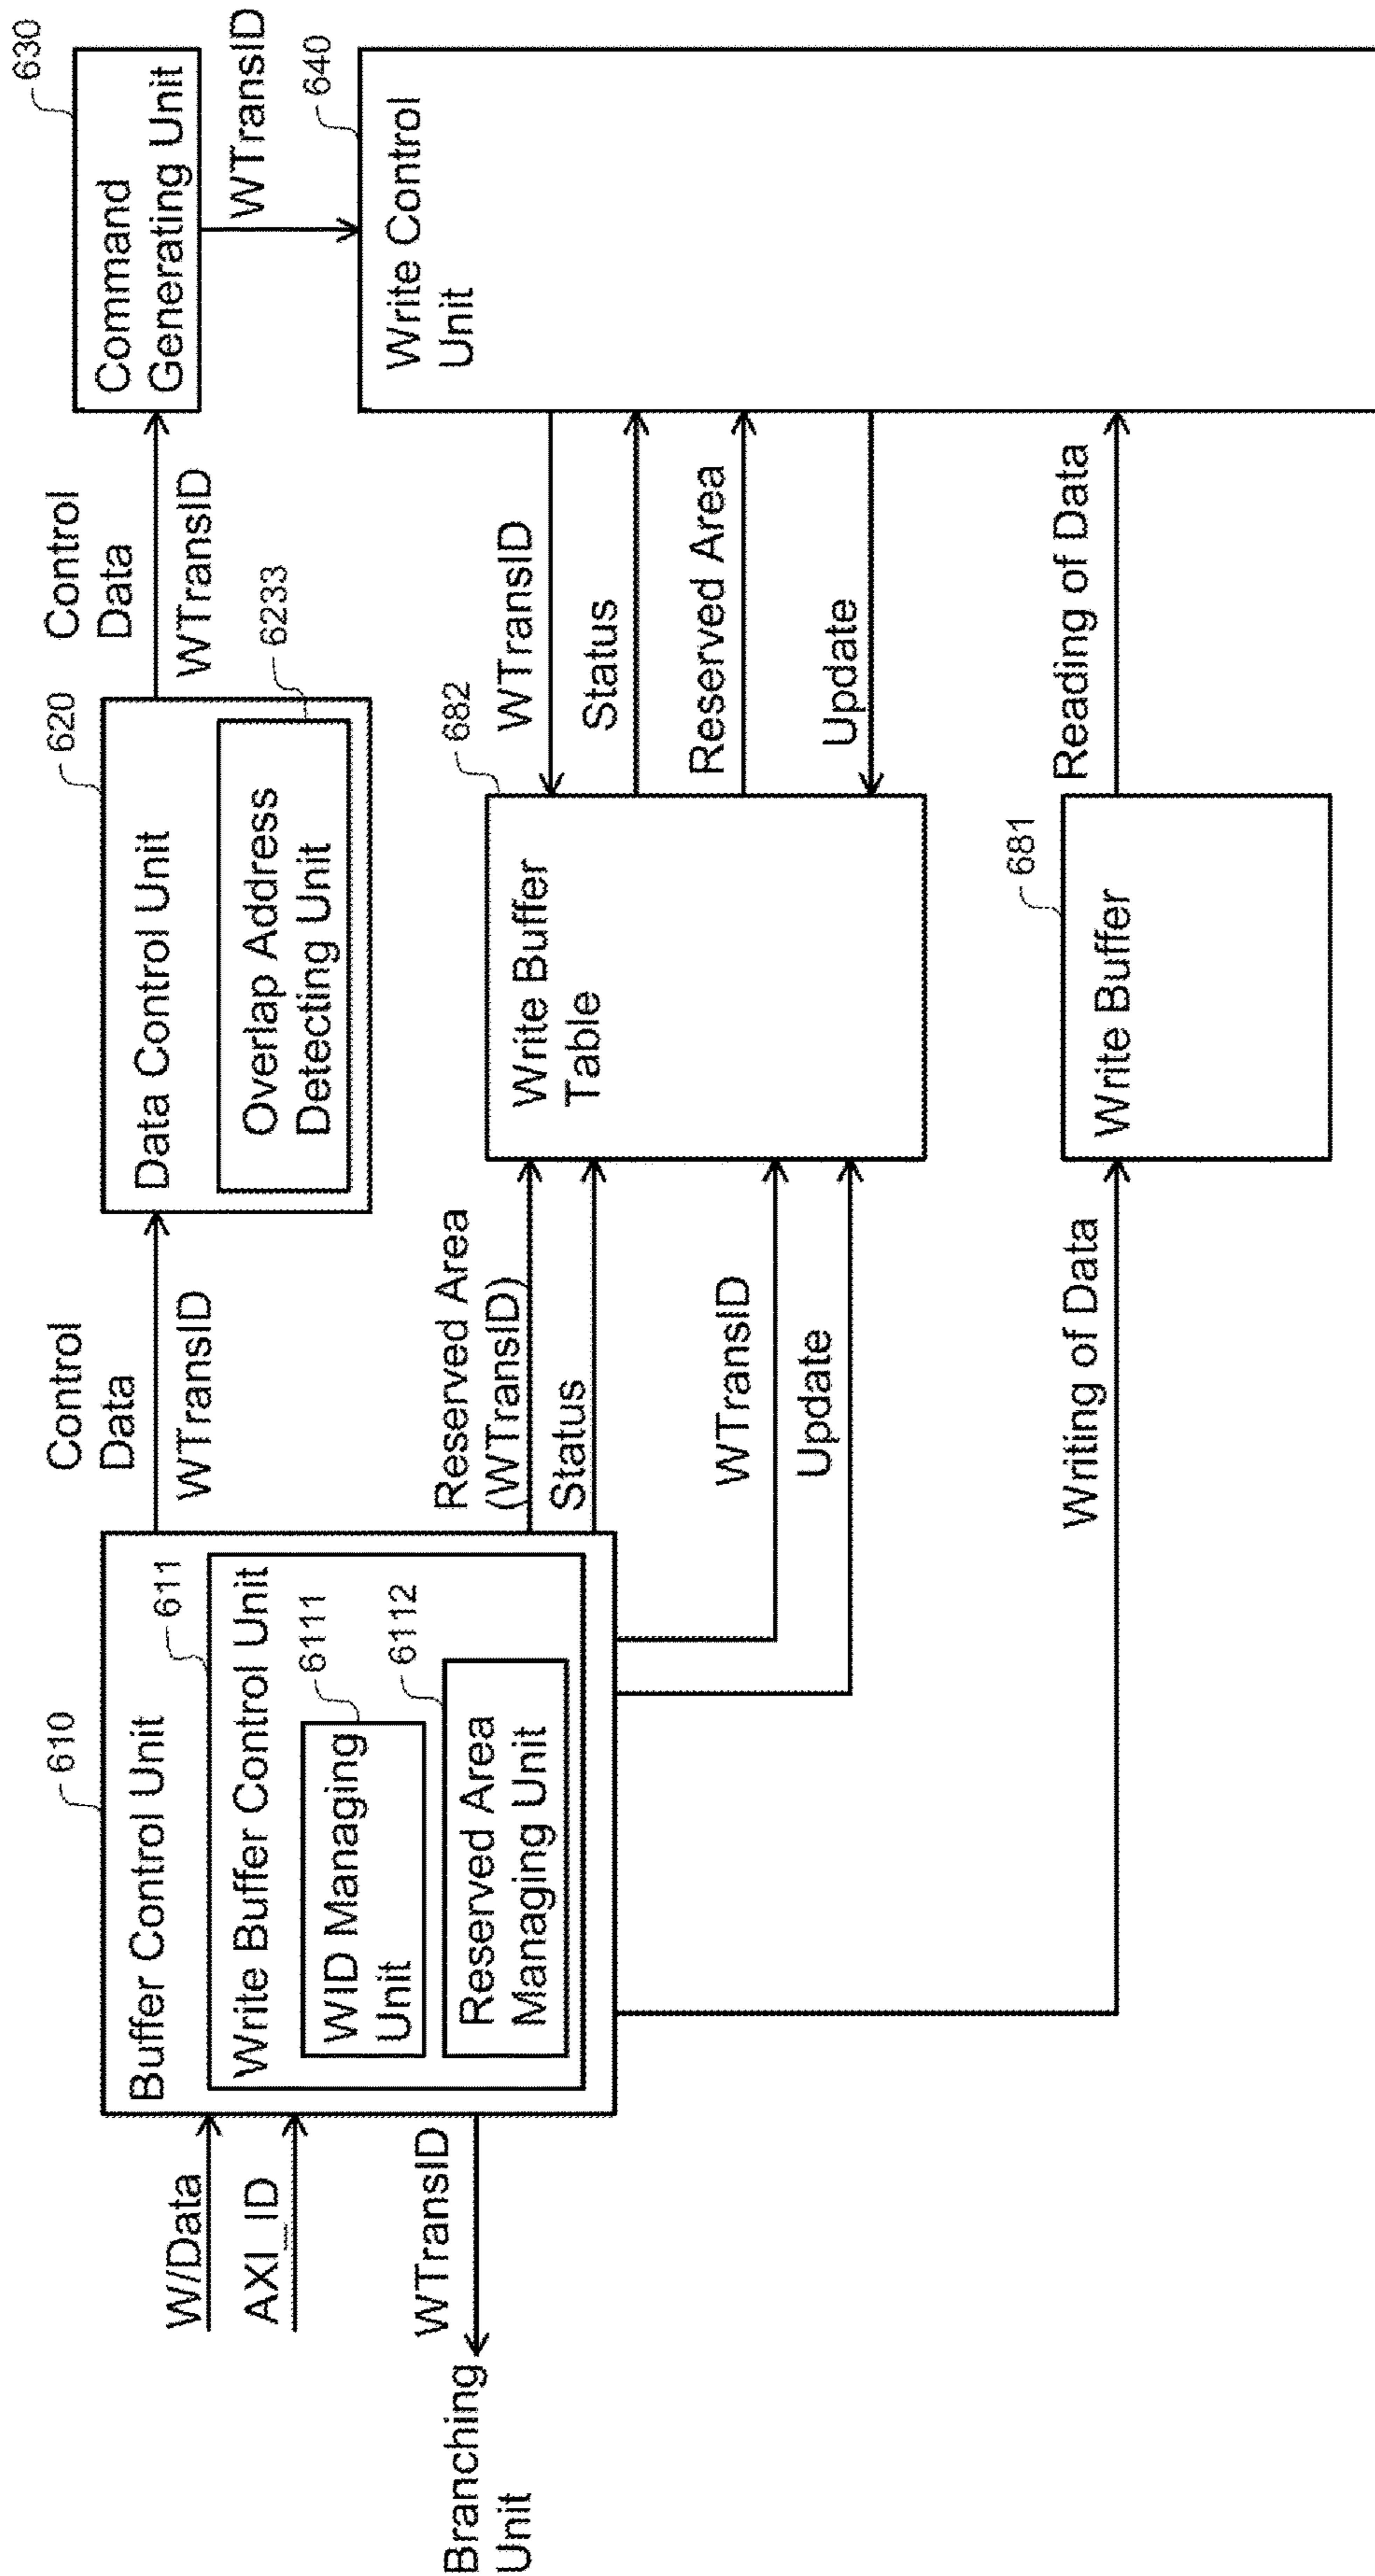 W/Data
AXI_ID
WTransID
Branching
Unit
610
Buffer Control Unit
611
Write Buffer Control Unit
6111
WID Managing
Unit
6112
Reserved Area
Managing Unit
Control
Data
WTransID
Reserved Area
(WTransID)
Status
WTransID
Update
Writing of Data
620
Data Control Unit
6233
Overlap Address
Detecting Unit
682
Write Buffer
Table
681
Write Buffer
Control
Data
WTransID
WTransID
Status
Reserved Area
Update
Reading of Data
630
Command
Generating Unit
WTransID
640
Write Control
Unit